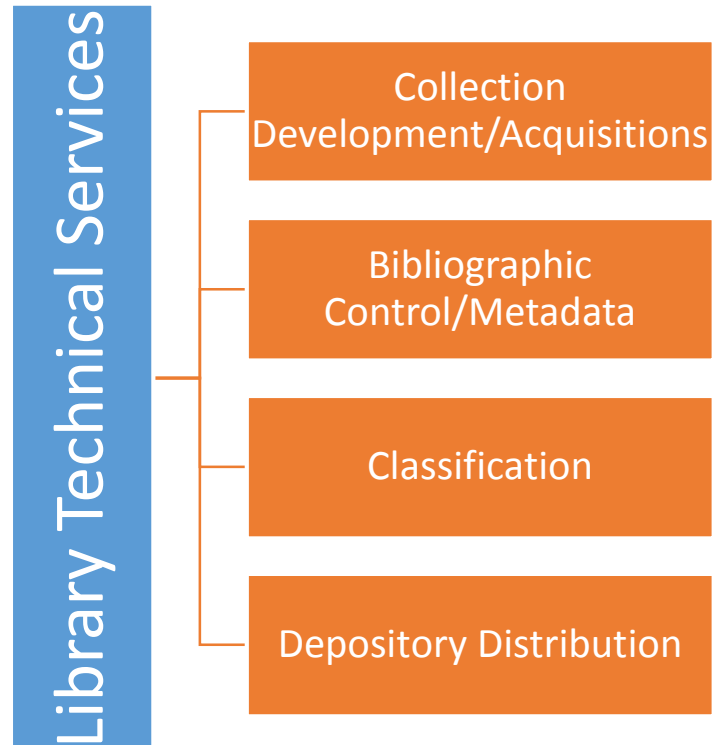 Library Technical Services
Collection
Development/Acquisitions
Bibliographic
Control/Metadata
Classification
Depository Distribution